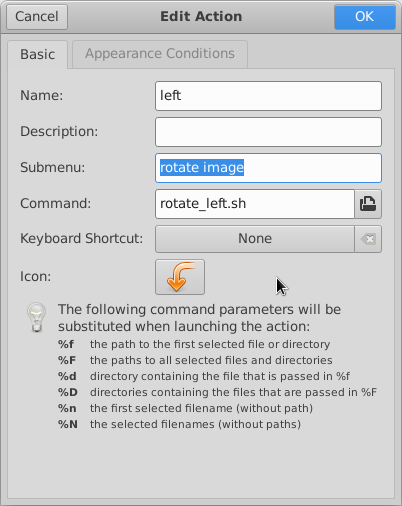 Cancel Edit Action OK
Basic Appearance Conditions
Name: left
Description:
Submenu: rotate image
Command: rotate_left.sh
Keyboard Shortcut: None
Icon:
The following command parameters will be
substituted when launching the action:
%f the path to the first selected file or directory
%F the paths to all selected files and directories
%d directory containing the file that is passed in %f
%D directories containing the files that are passed in %F
%n the first selected filename (without path)
%N the selected filenames (without paths)